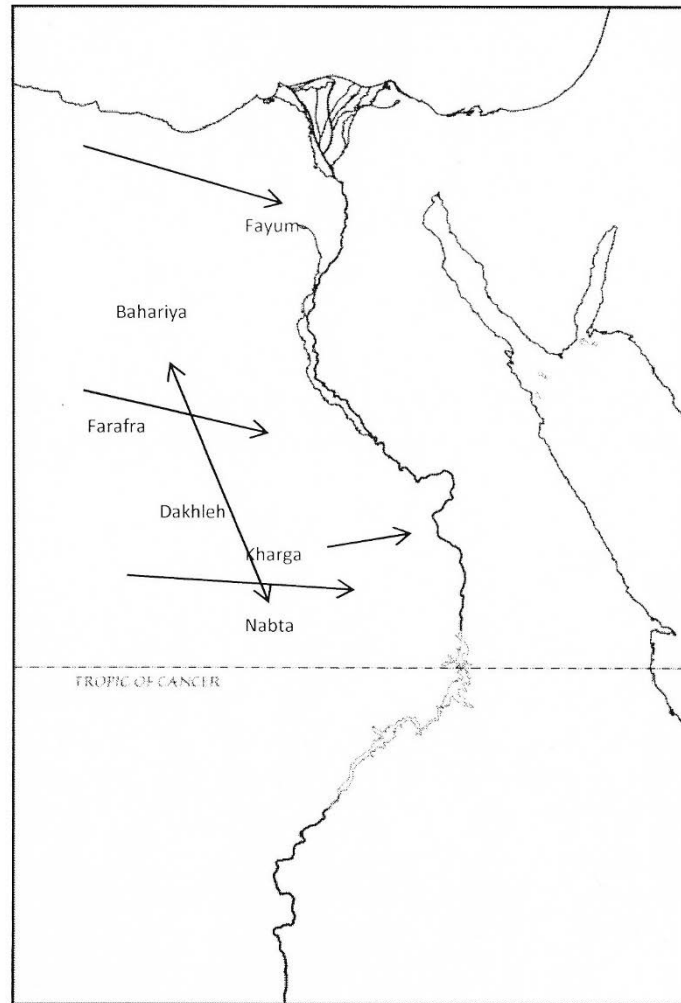 Fayum
Bahariya
Farafra
Dakhleh
Kharga
Nabta
TROPIC OF CANCER